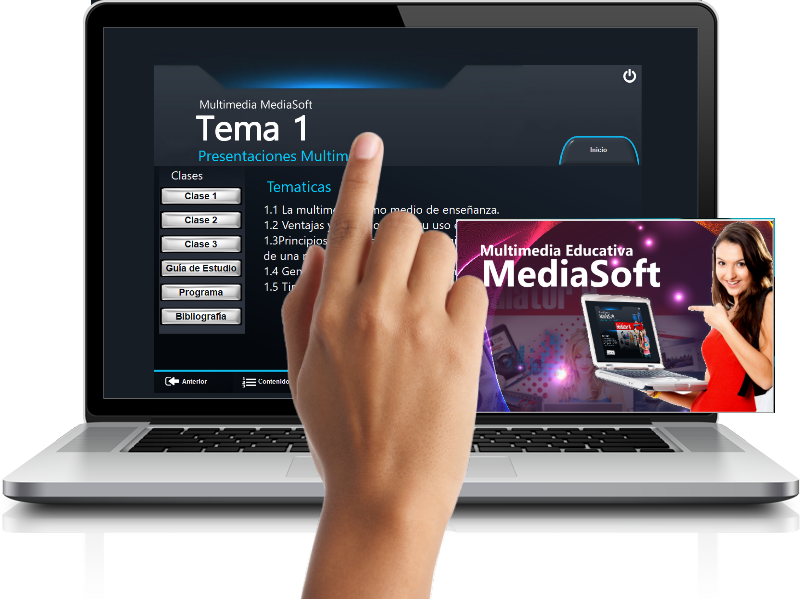 Multimedia MediaSoft
Tema 1
Presentaciones Multim
Inicio
Clases
Clase 1
Clase 2
Clase 3
Guía de Estudio
Programa
Bibliografía
Tematicas
1.1 La multime mo medio de enseñanza.
1.2 Ventajas y u uso
1.3Principios
de una
1.4 Gen
1.5 Ti
Anterior
Contenido
Multimedia Educativa
MediaSoft